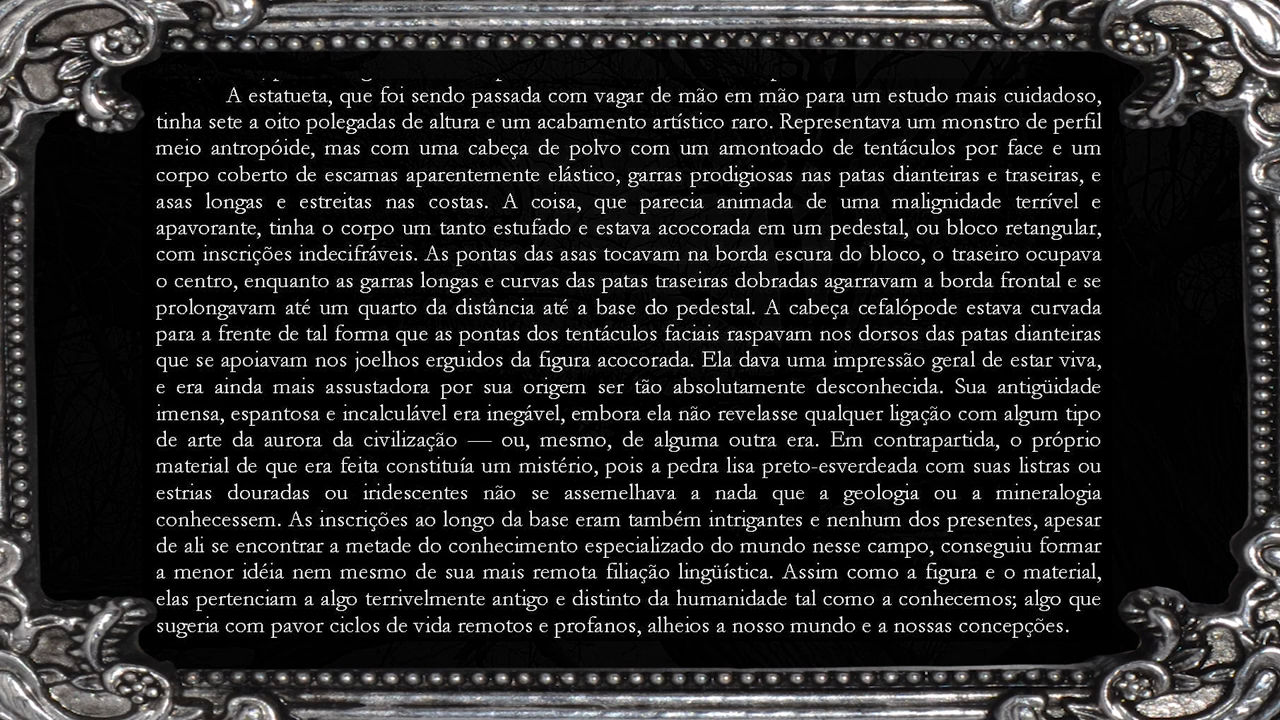 A estatueta, que foi sendo passada com vagar de mão em mão para um estudo mais cuidadoso,
tinha sete a oito polegadas de altura e um acabamento artístico raro. Representava um monstro de perfil
meio antropóide, mas com uma cabeça de polvo com um amontoado de tentáculos por face e um
corpo coberto de escamas aparentemente elástico, garras prodigiosas nas patas dianteiras e traseiras, e
asas longas e estreitas nas costas. A coisa, que parecia animada de uma malignidade terrível e
apavorante, tinha o corpo um tanto estufado e estava acocorada em um pedestal, ou bloco retangular,
com inscrições indecifráveis. As pontas das asas tocavam na borda escura do bloco, o traseiro ocupava
o centro, enquanto as garras longas e curvas das patas traseiras dobradas agarravam a borda frontal e se
prolongavam até um quarto da distância até a base do pedestal. A cabeça cefalópode estava curvada
para a frente de tal forma que as pontas dos tentáculos faciais raspavam nos dorsos das patas dianteiras
que se apoiavam nos joelhos erguidos da figura acocorada. Ela dava uma impressão geral de estar viva,
e era ainda mais assustadora por sua origem ser tão absolutamente desconhecida. Sua antigüidade
imensa, espantosa e incalculável era inegável, embora ela não revelasse qualquer ligação com algum tipo
de arte da aurora da civilização — ou, mesmo, de alguma outra era. Em contrapartida, o próprio
material de que era feita constituía um mistério, pois a pedra lisa preto-esverdeada com suas listras ou
estrias douradas ou iridescentes não se assemelhava a nada que a geologia ou a mineralogia
conhecessem. As inscrições ao longo da base eram também intrigantes e nenhum dos presentes, apesar
de ali se encontrar a metade do conhecimento especializado do mundo nesse campo, conseguiu formar
a menor idéia nem mesmo de sua mais remota filiação lingüística. Assim como a figura e o material,
elas pertenciam a algo terrivelmente antigo e distinto da humanidade tal como a conhecemos; algo que
sugeria com pavor ciclos de vida remotos e profanos, alheios a nosso mundo e a nossas concepções.